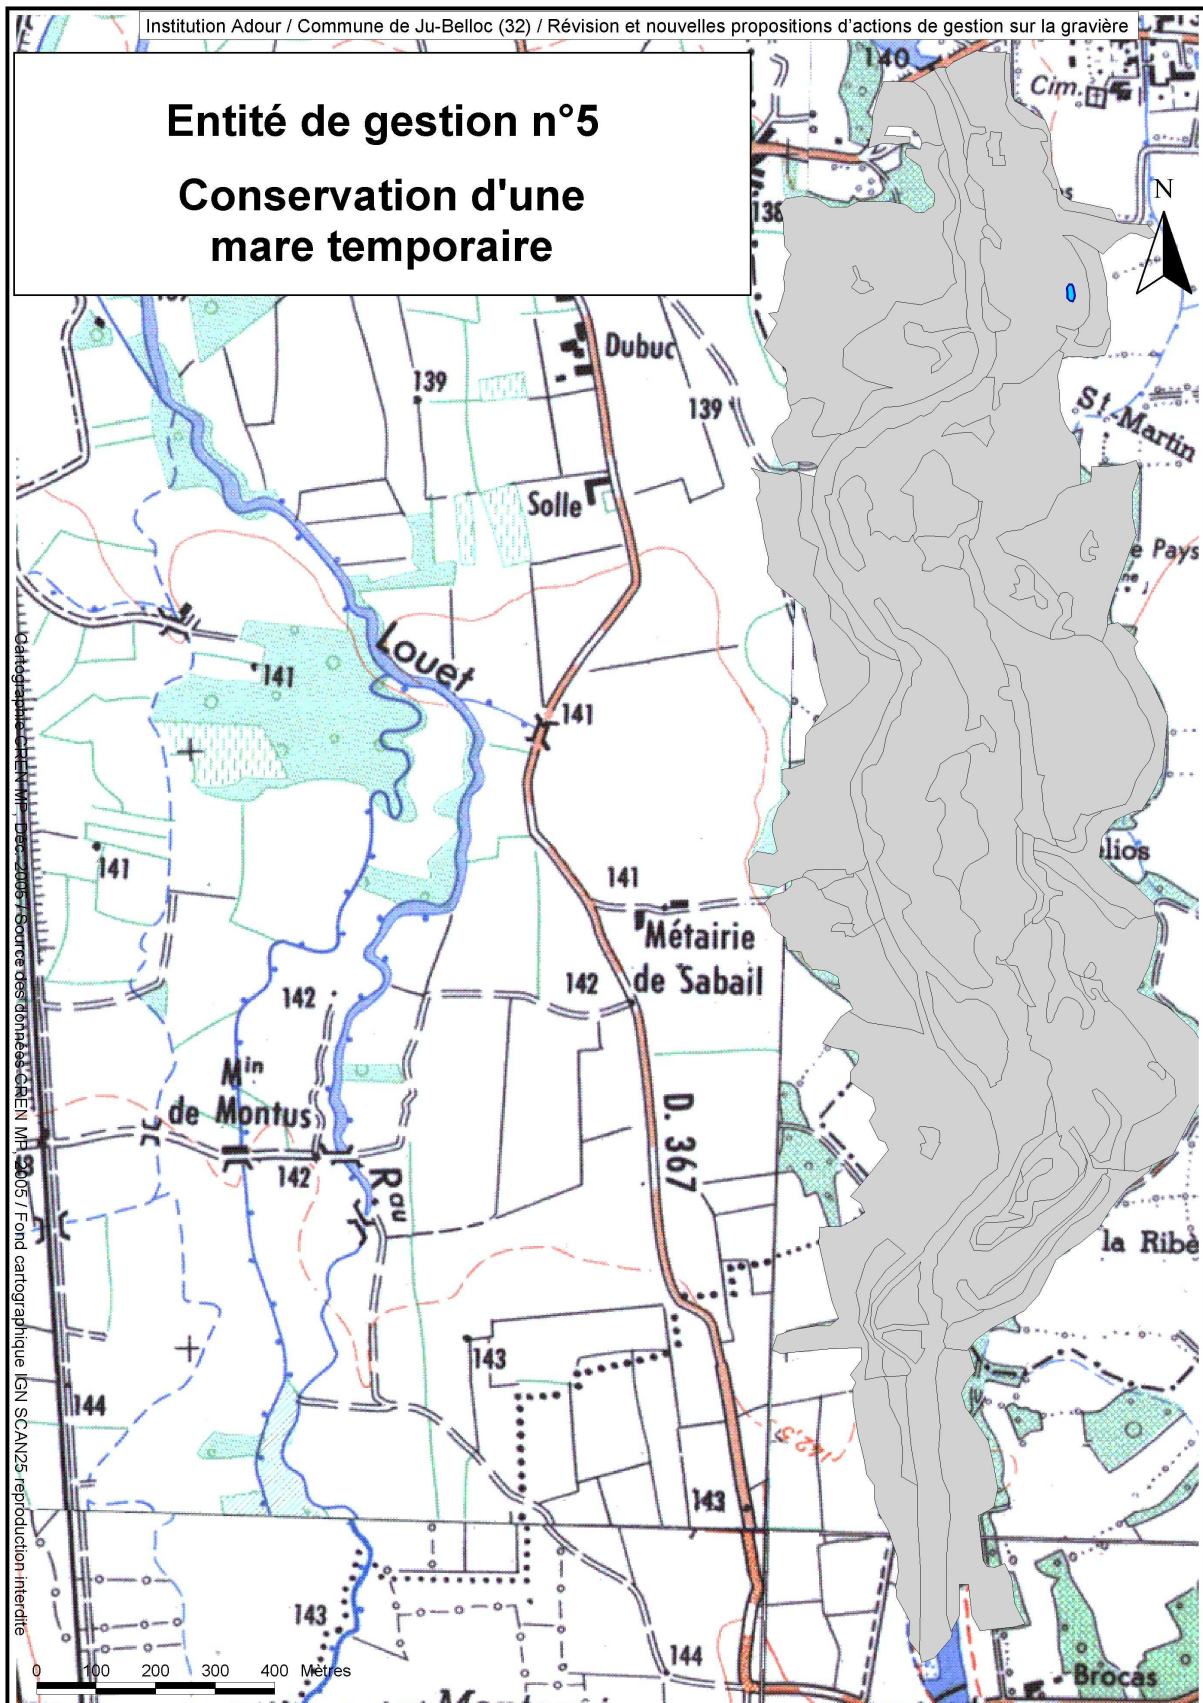 Institution Adour / Commune de Ju-Belloc (32) / Révision et nouvelles propositions d'actions de gestion sur la gravière
Entité de gestion n°5
Conservation d'une
mare temporaire
140
Cim.
138
N
Dubuc
139
139
St-Martin
Solle
e Pays
Louet
141
141
141
141
élios
Métairie
de Sabail
142
142
Min
de Montus
142
Rau
D. 367
la Ribè
143
144
142,5
143
143
144
Brocas
0 100 200 300 400 Mètres
Cartographie CREN MP, Déc. 2005 / Source des données CREN MP, 2005 / Fond cartographique IGN SCAN25 reproduction interdite